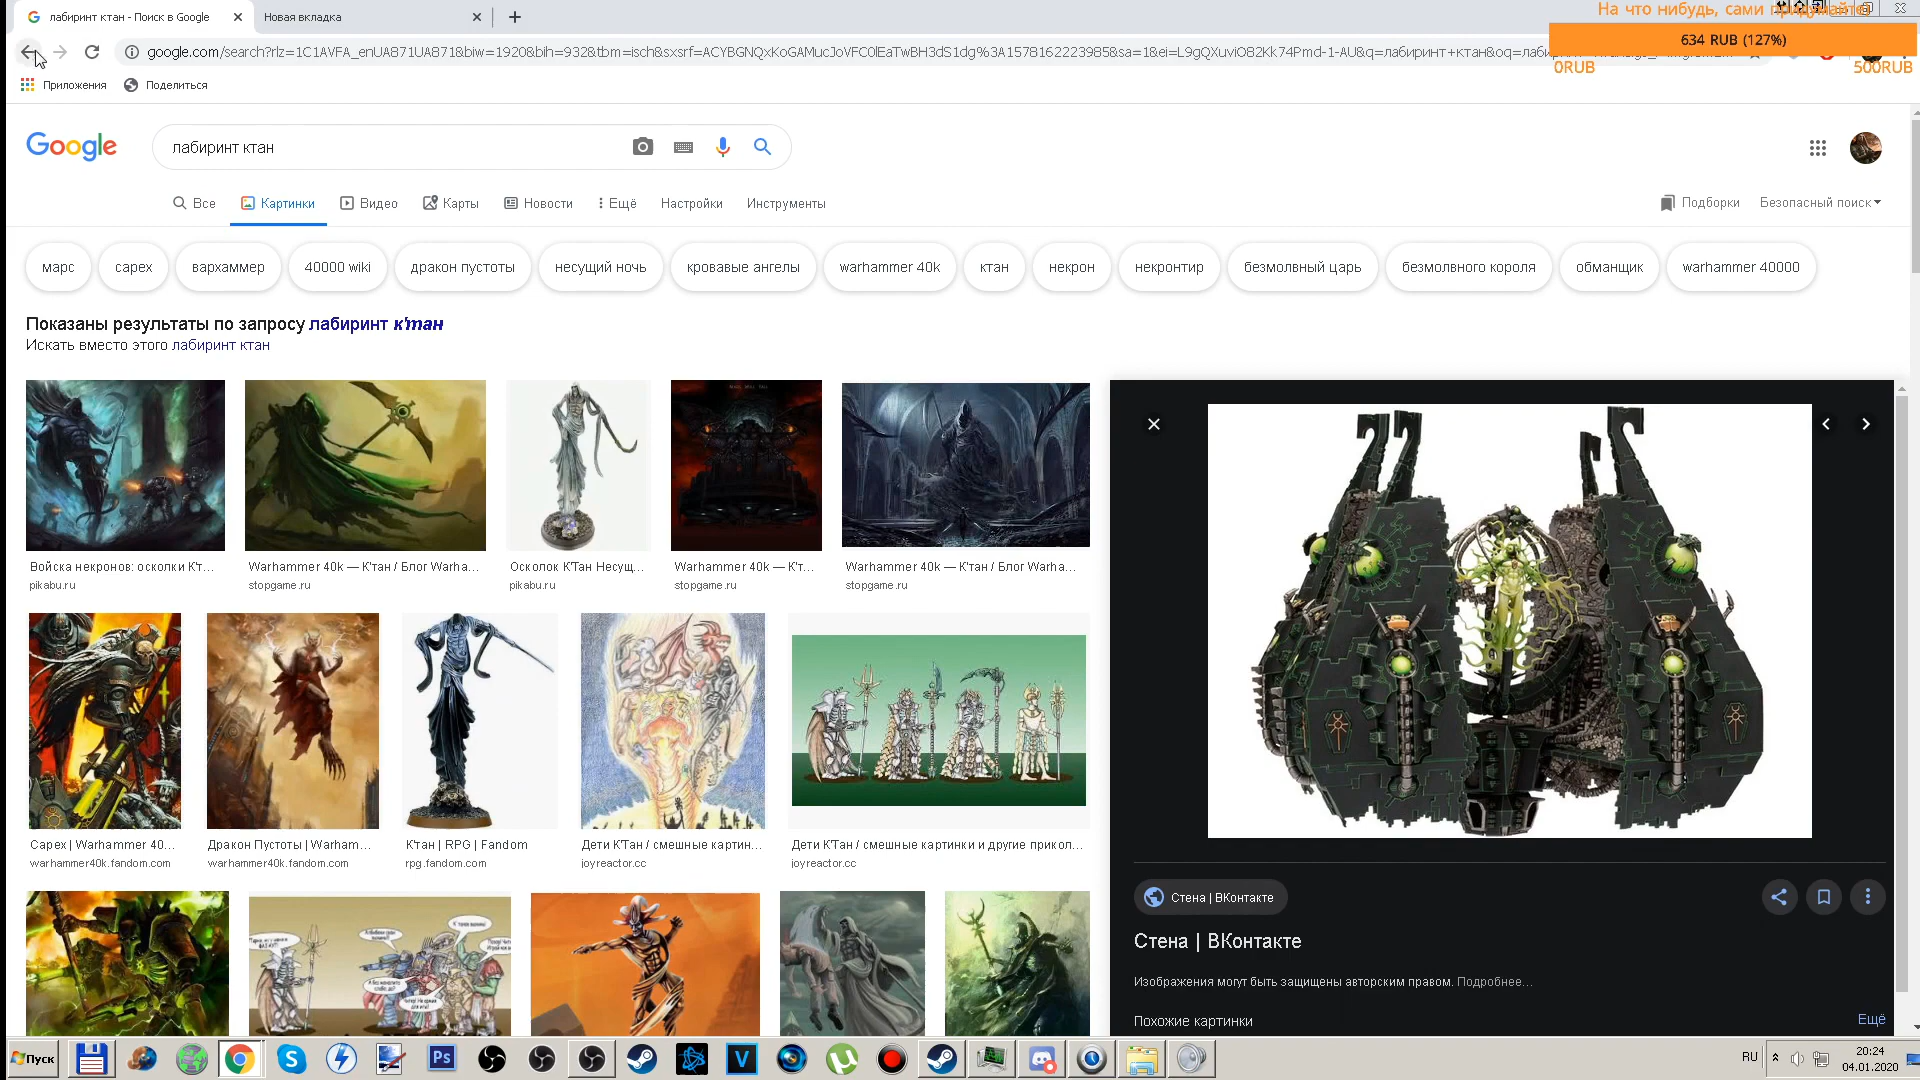 лабиринт ктан - Поиск в Google
Новая вкладка
На что нибудь, сами придумайте
634 RUB (127%)
0RUB
500RUB
Приложения
Поделиться
Google
лабиринт ктан
Все
Картинки
Видео
Карты
Новости
Ещё
Настройки
Инструменты
Подборки
Безопасный поиск
марс
сарех
вархаммер
40000 wiki
дракон пустоты
несущий ночь
кровавые ангелы
warhammer 40k
ктан
некрон
некронтир
безмолвный царь
безмолвного короля
обманщик
warhammer 40000
Показаны результаты по запросу лабиринт к'тан
Искать вместо этого лабиринт ктан
Войска некронов: осколки К'т...
pikabu.ru
Warhammer 40k — К'тан / Блог Warha...
stopgame.ru
Осколок К'Тан Несущ...
pikabu.ru
Warhammer 40k — К'т...
stopgame.ru
Warhammer 40k — К'тан / Блог Warha...
stopgame.ru
Сарех | Warhammer 40...
warhammer40k.fandom.com
Дракон Пустоты | Warham...
warhammer40k.fandom.com
К'тан | RPG | Fandom
rpg.fandom.com
Дети К'Тан / смешные картин...
joyreactor.cc
Дети К'Тан / смешные картинки и другие прикол...
joyreactor.cc
Стена | ВКонтакте
Стена | ВКонтакте
Изображения могут быть защищены авторским правом. Подробнее...
Похожие картинки
Ещё
Пуск
Ps
RU
20:24
04.01.2020